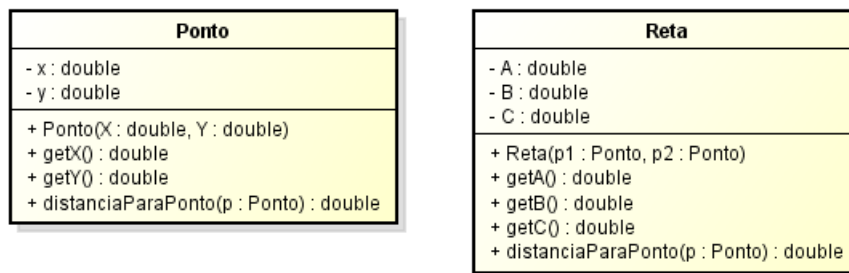 Ponto
- x : double
- y : double
+ Ponto(X : double, Y : double)
+ getX() : double
+ getY() : double
+ distanciaParaPonto(p : Ponto) : double
Reta
- A : double
- B : double
- C : double
+ Reta(p1 : Ponto, p2 : Ponto)
+ getA() : double
+ getB() : double
+ getC() : double
+ distanciaParaPonto(p : Ponto) : double